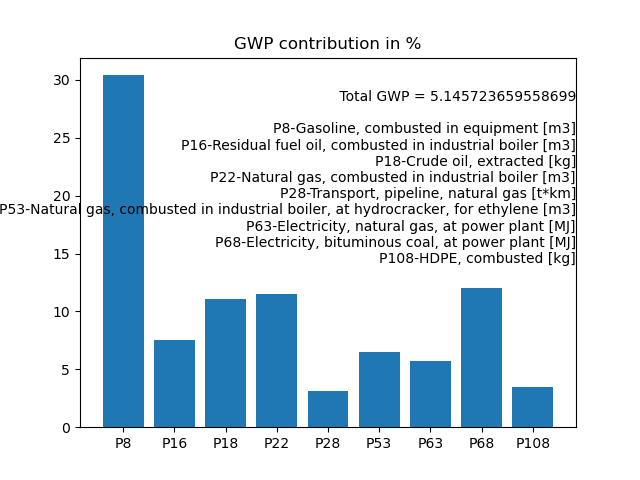 GWP contribution in %
30
25
20
15
10
5
0
Total GWP = 5.145723659558699
P8-Gasoline, combusted in equipment [m3]
P16-Residual fuel oil, combusted in industrial boiler [m3]
P18-Crude oil, extracted [kg]
P22-Natural gas, combusted in industrial boiler [m3]
P28-Transport, pipeline, natural gas [t*km]
P53-Natural gas, combusted in industrial boiler, at hydrocracker, for ethylene [m3]
P63-Electricity, natural gas, at power plant [MJ]
P68-Electricity, bituminous coal, at power plant [MJ]
P108-HDPE, combusted [kg]
P8 P16 P18 P22 P28 P53 P63 P68 P108